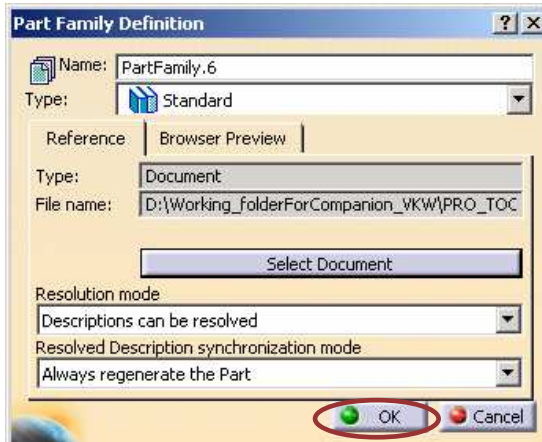 Part Family Definition
Name: PartFamily.6
Type: Standard
Reference Browser Preview
Type: Document
File name: D:\Working_folderForCompanion_VKW\PRO_TOC
Select Document
Resolution mode
Descriptions can be resolved
Resolved Description synchronization mode
Always regenerate the Part
OK Cancel